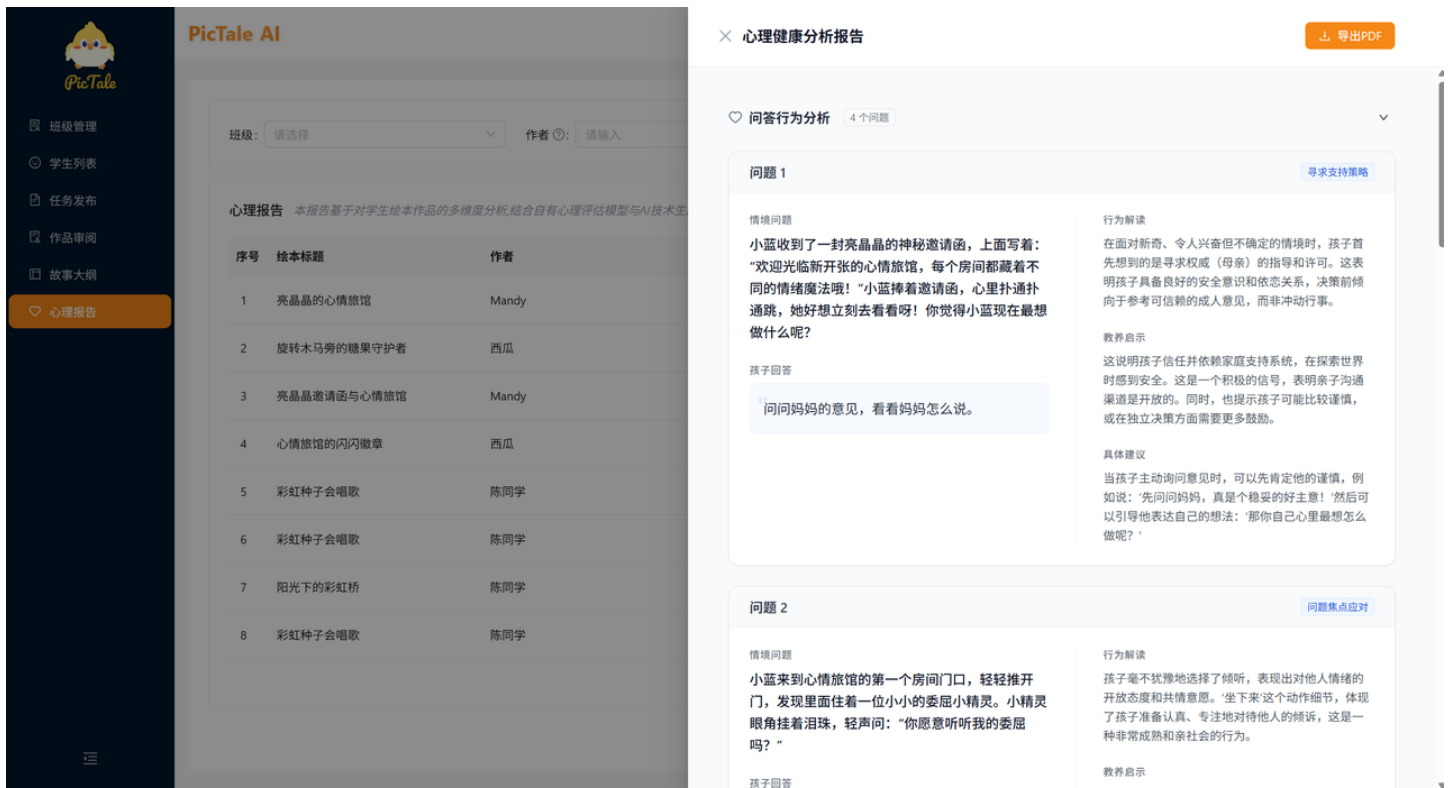 PicTale
班级管理
学生列表
任务发布
作品审阅
故事大纲
心理报告
PicTale AI
班级:
请选择
作者
?
:
请输入
心理报告
本报告基于对学生绘本作品的多维度分析,结合自有心理评估模型与AI技术生
序号 绘本标题 作者
1 亮晶晶的心情旅馆 Mandy
2 旋转木马旁的糖果守护者 西瓜
3 亮晶晶邀请函与心情旅馆 Mandy
4 心情旅馆的闪闪徽章 西瓜
5 彩虹种子会唱歌 陈同学
6 彩虹种子会唱歌 陈同学
7 阳光下的彩虹桥 陈同学
8 彩虹种子会唱歌 陈同学
心理健康分析报告
导出PDF
问答行为分析
4 个问题
问题 1
寻求支持策略
情境问题
小蓝收到了一封亮晶晶的神秘邀请函，上面写着：
“欢迎光临新开张的心情旅馆，每个房间都藏着不
同的情绪魔法哦！”小蓝捧着邀请函，心里扑通扑
通跳，她好想立刻去看看呀！你觉得小蓝现在最想
做什么呢？
孩子回答
"
问问妈妈的意见，看看妈妈怎么说。
行为解读
在面对新奇、令人兴奋但不确定的情境时，孩子首
先想到的是寻求权威（母亲）的指导和许可。这表
明孩子具备良好的安全意识和依恋关系，决策前倾
向于参考可信赖的成人意见，而非冲动行事。
教养启示
这说明孩子信任并依赖家庭支持系统，在探索世界
时感到安全。这是一个积极的信号，表明亲子沟通
渠道是开放的。同时，也提示孩子可能比较谨慎，
或在独立决策方面需要更多鼓励。
具体建议
当孩子主动询问意见时，可以先肯定他的谨慎，例
如说：‘先问问妈妈，真是个稳妥的好主意！’然后可
以引导他表达自己的想法：‘那你自己心里最想怎么
做呢？’
问题 2
问题焦点应对
情境问题
小蓝来到心情旅馆的第一个房间门口，轻轻推开
门，发现里面住着一位小小的委屈小精灵。小精灵
眼角挂着泪珠，轻声问：“你愿意听听我的委屈
吗？”
孩子回答
行为解读
孩子毫不犹豫地选择了倾听，表现出对他人情绪的
开放态度和共情意愿。‘坐下来’这个动作细节，体现
了孩子准备认真、专注地对待他人的倾诉，这是一
种非常成熟和亲社会的行为。
教养启示